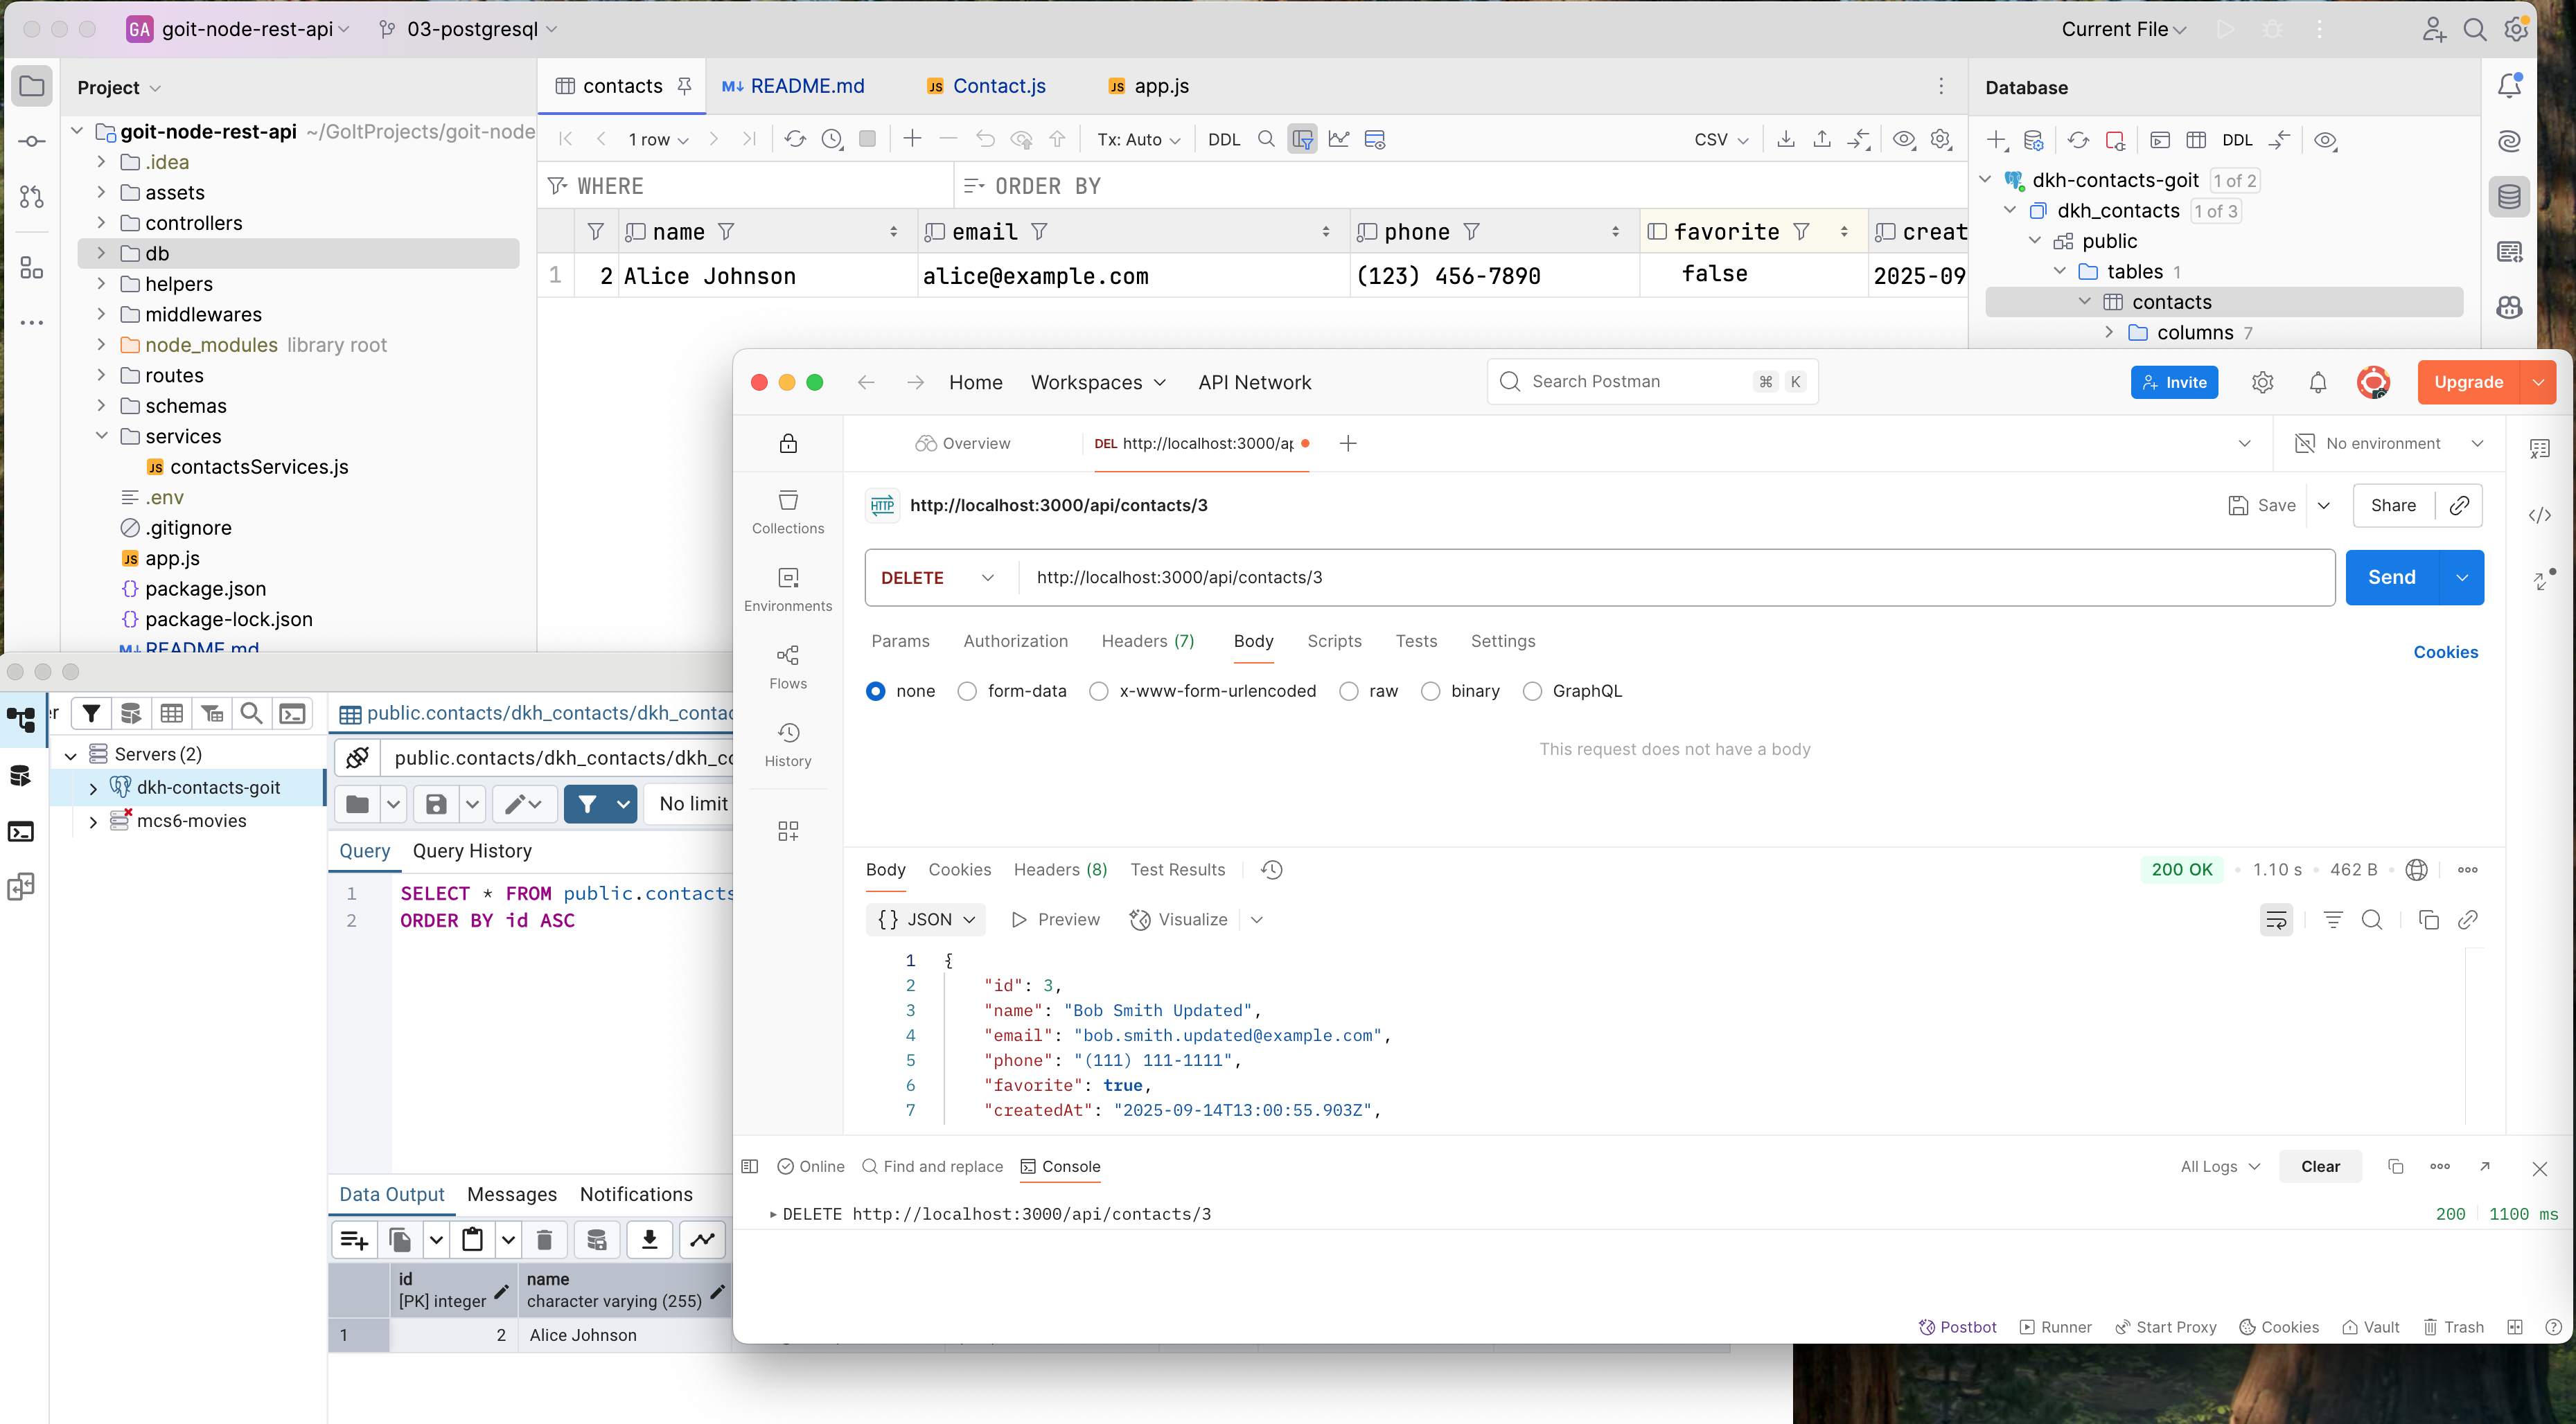 GA goit-node-rest-api 03-postgresql Current File
Project
contacts README.md Contact.js app.js
Database
goit-node-rest-api ~/GoItProjects/goit-node
.idea
assets
controllers
db
helpers
middlewares
node_modules library root
routes
schemas
services
contactsServices.js
.env
.gitignore
app.js
package.json
package-lock.json
README.md
1 row Tx: Auto DDL CSV
WHERE ORDER BY
name email phone favorite creat
1 2 Alice Johnson alice@example.com (123) 456-7890 false 2025-09
DDL
dkh-contacts-goit 1 of 2
dkh_contacts 1 of 3
public
tables 1
contacts
columns 7
Home Workspaces API Network Search Postman ⌘ K Invite Upgrade
Overview DEL http://localhost:3000/ap No environment
Collections
Environments
Flows
History
HTTP http://localhost:3000/api/contacts/3 Save Share
DELETE http://localhost:3000/api/contacts/3 Send
Params Authorization Headers (7) Body Scripts Tests Settings Cookies
none form-data x-www-form-urlencoded raw binary GraphQL
This request does not have a body
Body Cookies Headers (8) Test Results 200 OK 1.10 s 462 B
{} JSON Preview Visualize
1 {
2 "id": 3,
3 "name": "Bob Smith Updated",
4 "email": "bob.smith.updated@example.com",
5 "phone": "(111) 111-1111",
6 "favorite": true,
7 "createdAt": "2025-09-14T13:00:55.903Z",
Online Find and replace Console All Logs Clear
DELETE http://localhost:3000/api/contacts/3 200 1100 ms
Postbot Runner Start Proxy Cookies Vault Trash
er
Servers (2)
dkh-contacts-goit
mcs6-movies
public.contacts/dkh_contacts/dkh_contac
public.contacts/dkh_contacts/dkh_co
No limit
Query Query History
1 SELECT * FROM public.contacts
2 ORDER BY id ASC
Data Output Messages Notifications
id name
[PK] integer character varying (255)
1 2 Alice Johnson